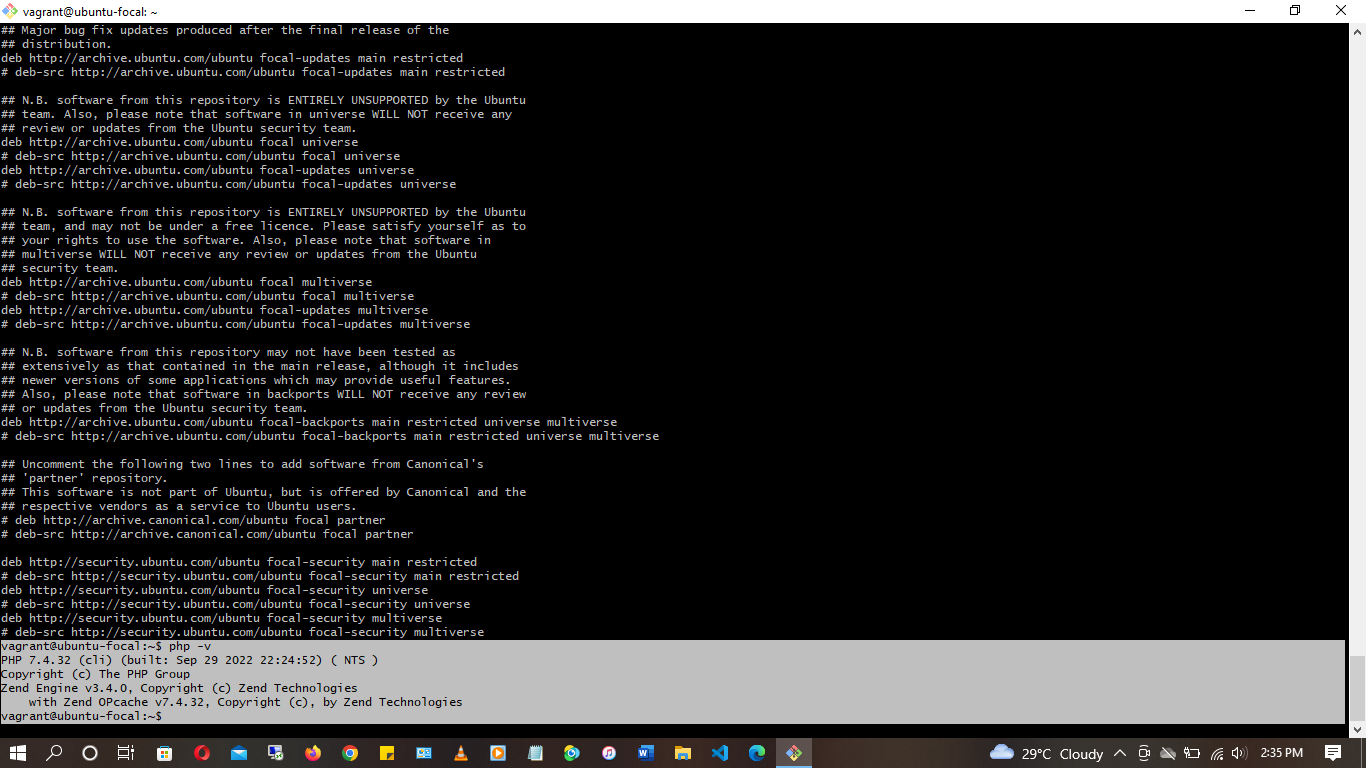 vagrant@ubuntu-focal: ~
## Major bug fix updates produced after the final release of the
## distribution.
deb http://archive.ubuntu.com/ubuntu focal-updates main restricted
# deb-src http://archive.ubuntu.com/ubuntu focal-updates main restricted
## N.B. software from this repository is ENTIRELY UNSUPPORTED by the Ubuntu
## team. Also, please note that software in universe WILL NOT receive any
## review or updates from the Ubuntu security team.
deb http://archive.ubuntu.com/ubuntu focal universe
# deb-src http://archive.ubuntu.com/ubuntu focal universe
deb http://archive.ubuntu.com/ubuntu focal-updates universe
# deb-src http://archive.ubuntu.com/ubuntu focal-updates universe
## N.B. software from this repository is ENTIRELY UNSUPPORTED by the Ubuntu
## team, and may not be under a free licence. Please satisfy yourself as to
## your rights to use the software. Also, please note that software in
## multiverse WILL NOT receive any review or updates from the Ubuntu
## security team.
deb http://archive.ubuntu.com/ubuntu focal multiverse
# deb-src http://archive.ubuntu.com/ubuntu focal multiverse
deb http://archive.ubuntu.com/ubuntu focal-updates multiverse
# deb-src http://archive.ubuntu.com/ubuntu focal-updates multiverse
## N.B. software from this repository may not have been tested as
## extensively as that contained in the main release, although it includes
## newer versions of some applications which may provide useful features.
## Also, please note that software in backports WILL NOT receive any review
## or updates from the Ubuntu security team.
deb http://archive.ubuntu.com/ubuntu focal-backports main restricted universe multiverse
# deb-src http://archive.ubuntu.com/ubuntu focal-backports main restricted universe multiverse
## Uncomment the following two lines to add software from Canonical's
## 'partner' repository.
## This software is not part of Ubuntu, but is offered by Canonical and the
## respective vendors as a service to Ubuntu users.
# deb http://archive.canonical.com/ubuntu focal partner
# deb-src http://archive.canonical.com/ubuntu focal partner
deb http://security.ubuntu.com/ubuntu focal-security main restricted
# deb-src http://security.ubuntu.com/ubuntu focal-security main restricted
deb http://security.ubuntu.com/ubuntu focal-security universe
# deb-src http://security.ubuntu.com/ubuntu focal-security universe
deb http://security.ubuntu.com/ubuntu focal-security multiverse
# deb-src http://security.ubuntu.com/ubuntu focal-security multiverse
vagrant@ubuntu-focal:~$ php -v
PHP 7.4.32 (cli) (built: Sep 29 2022 22:24:52) ( NTS )
Copyright (c) The PHP Group
Zend Engine v3.4.0, Copyright (c) Zend Technologies
    with Zend OPcache v7.4.32, Copyright (c), by Zend Technologies
vagrant@ubuntu-focal:~$
29°C Cloudy 2:35 PM